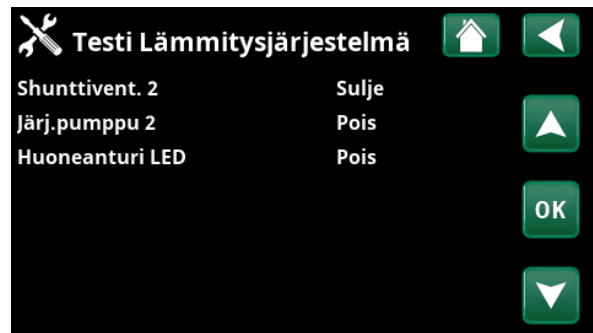 Testi Lämmitysjärjestelmä
Shunttivent. 2 Sulje
Järj.pumppu 2 Pois
Huoneanturi LED Pois
OK